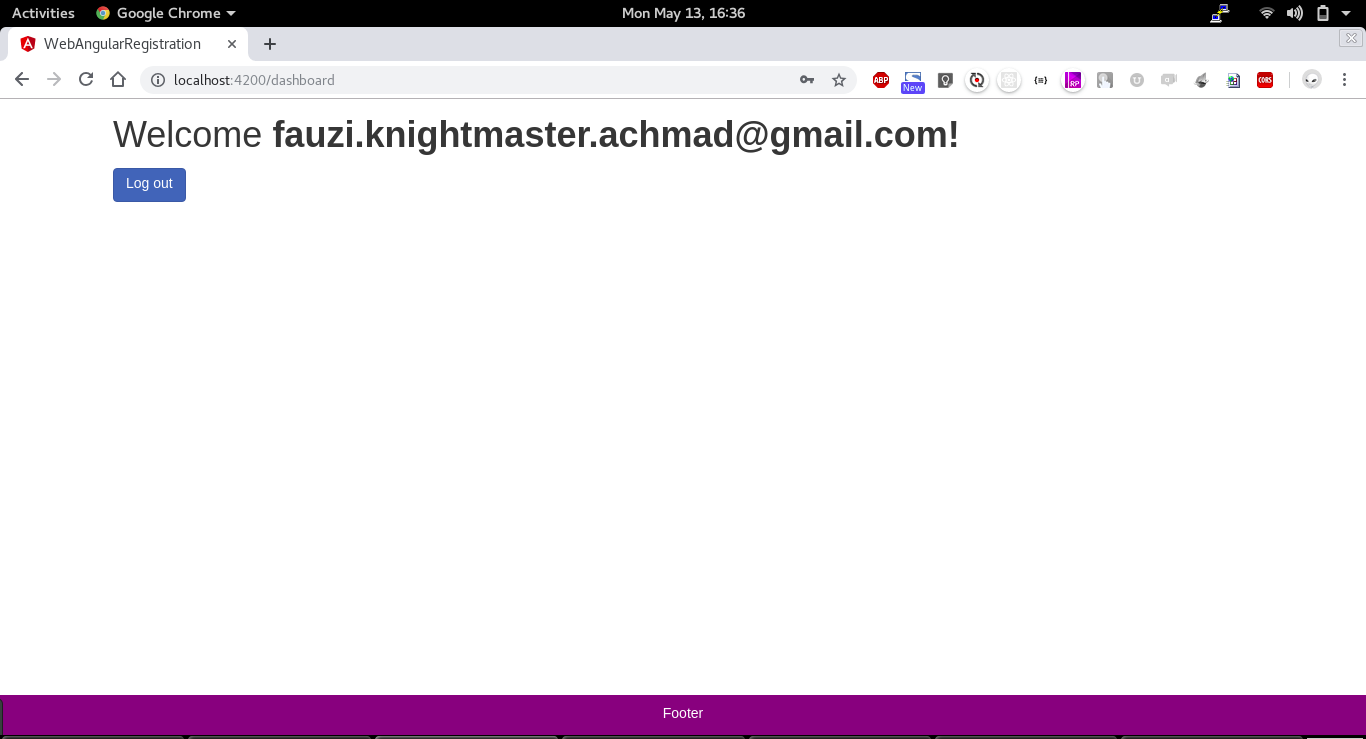 Activities Google Chrome Mon May 13, 16:36
WebAngularRegistration
localhost:4200/dashboard
ABP New {≡} RP CORS
Welcome fauzi.knightmaster.achmad@gmail.com!
Log out
Footer